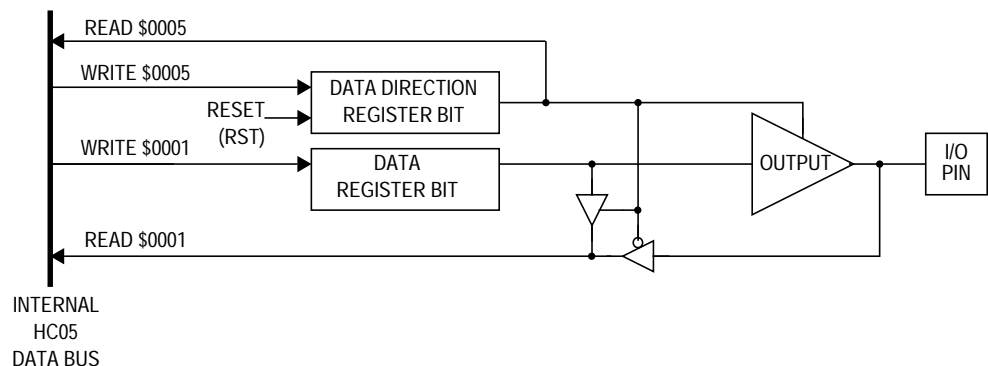 READ $0005
WRITE $0005
DATA DIRECTION
REGISTER BIT
RESET
(RST)
WRITE $0001
DATA
REGISTER BIT
OUTPUT
I/O
PIN
READ $0001
INTERNAL
HC05
DATA BUS